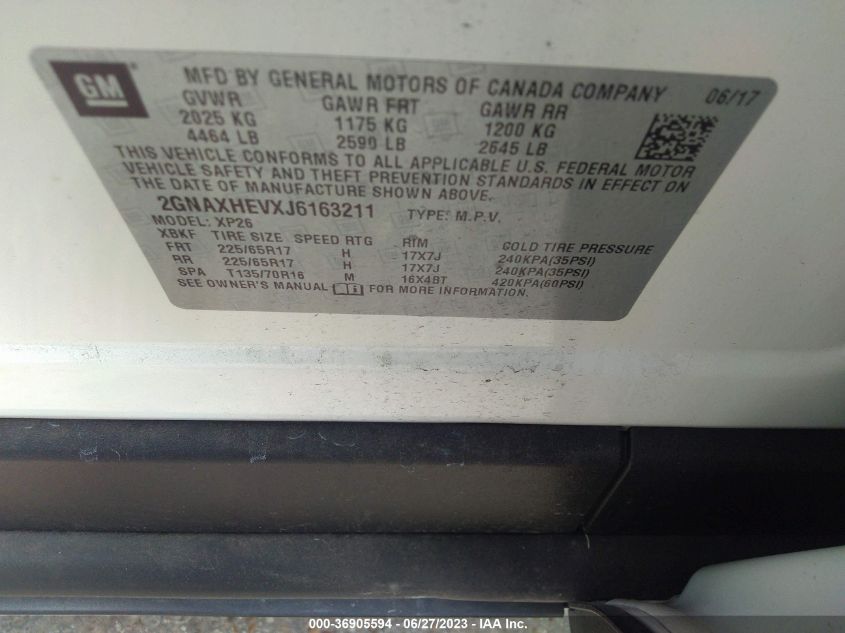 GM
MFD BY GENERAL MOTORS OF CANADA COMPANY 06/17
GVWR GAWR FRT GAWR RR
2025 KG 1175 KG 1200 KG
4464 LB 2590 LB 2645 LB
THIS VEHICLE CONFORMS TO ALL APPLICABLE U.S. FEDERAL MOTOR
VEHICLE SAFETY AND THEFT PREVENTION STANDARDS IN EFFECT ON
THE DATE OF MANUFACTURE SHOWN ABOVE.
2GNAXHEVXJ6163211 TYPE: M.P.V.
MODEL: XP26
XBKF TIRE SIZE SPEED RTG RIM COLD TIRE PRESSURE
FRT 225/65R17 H 17X7J 240KPA(35PSI)
RR 225/65R17 H 17X7J 240KPA(35PSI)
SPA T135/70R16 M 16X4BT 420KPA(60PSI)
SEE OWNER'S MANUAL FOR MORE INFORMATION.
000-36905594 - 06/27/2023 - IAA Inc.